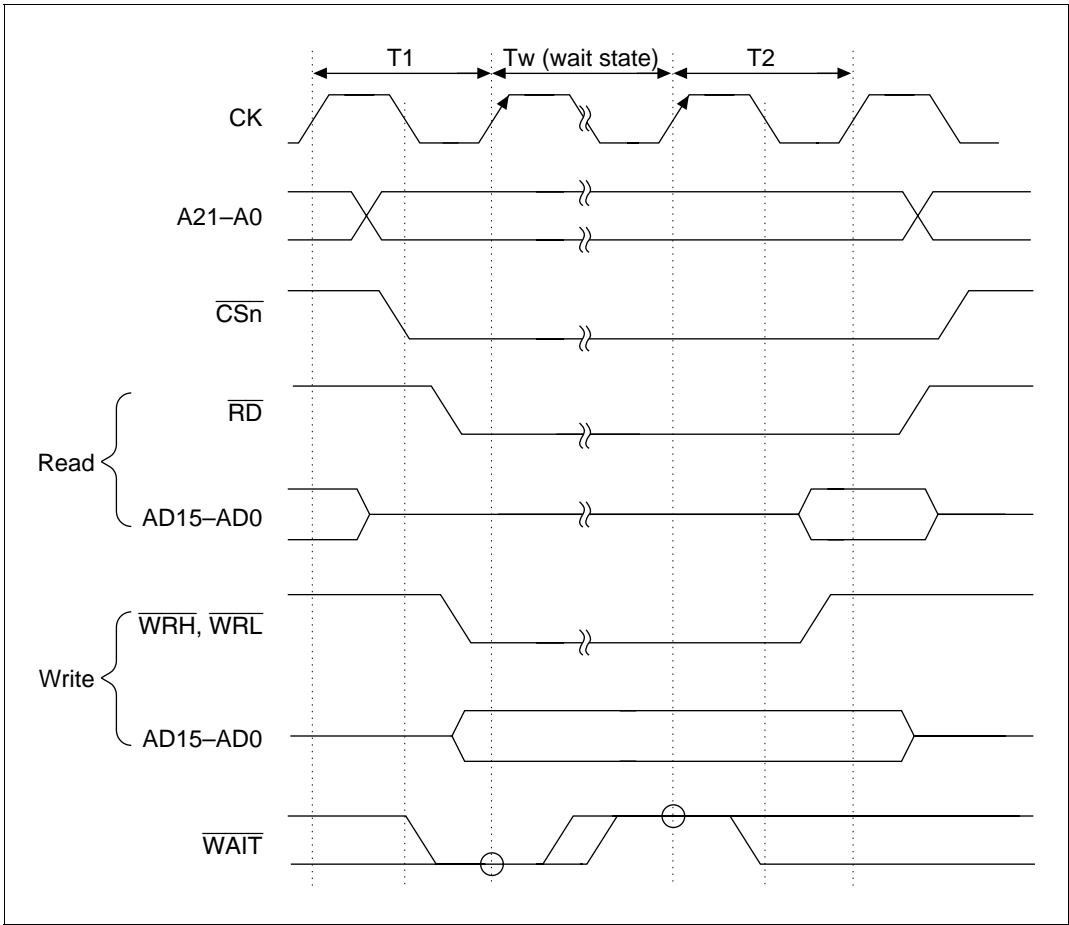 T1 Tw (wait state) T2
CK
A21–A0
CSn
RD
Read
AD15–AD0
WRH, WRL
Write
AD15–AD0
WAIT